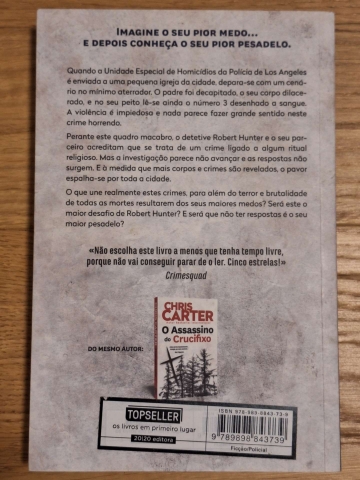 IMAGINE O SEU PIOR MEDO...
E DEPOIS CONHEÇA O SEU PIOR PESADELO.
Quando a Unidade Especial de Homicídios da Polícia de Los Angeles
é enviada a uma pequena igreja da cidade, depara-se com um cen-
ário no mínimo aterrador. O padre foi decapitado, o seu corpo dilace-
rado, e no seu peito lê-se ainda o número 3 desenhado a sangue.
A violência é impiedosa e nada parece fazer grande sentido neste
crime horrendo.
Perante este quadro macabro, o detetive Robert Hunter e o seu par-
ceiro acreditam que se trata de um crime ligado a algum ritual
religioso. Mas a investigação parece não avançar e as respostas não
surgem. E à medida que mais corpos e crimes são revelados, o pavor
espalha-se por toda a cidade.
O que une realmente estes crimes, para além do terror e brutalidade
de todas as mortes resultarem dos seus maiores medos? Será este o
maior desafio de Robert Hunter? E será que não ter respostas é o seu
maior pesadelo?
«Não escolha este livro a menos que tenha tempo livre,
porque não vai conseguir parar de o ler. Cinco estrelas!»
Crimesquad
DO MESMO AUTOR:
CHRIS
CARTER
O Assassino
do Crucifixo
TOPSELLER
os livros em primeiro lugar
20|20 editora
ISBN 978-989-8843-73-9
9 789898 843739
Ficção/Policial